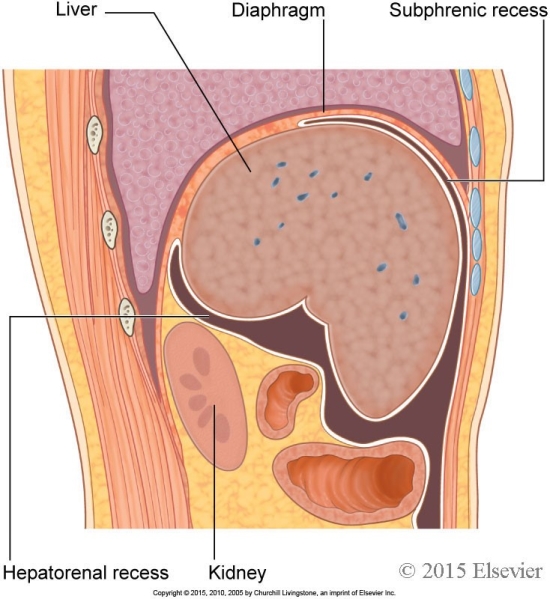 Liver
Diaphragm
Subphrenic recess
Hepatorenal recess
Kidney
© 2015 Elsevier
Copyright © 2015, 2010, 2005 by Churchill Livingstone, an imprint of Elsevier Inc.